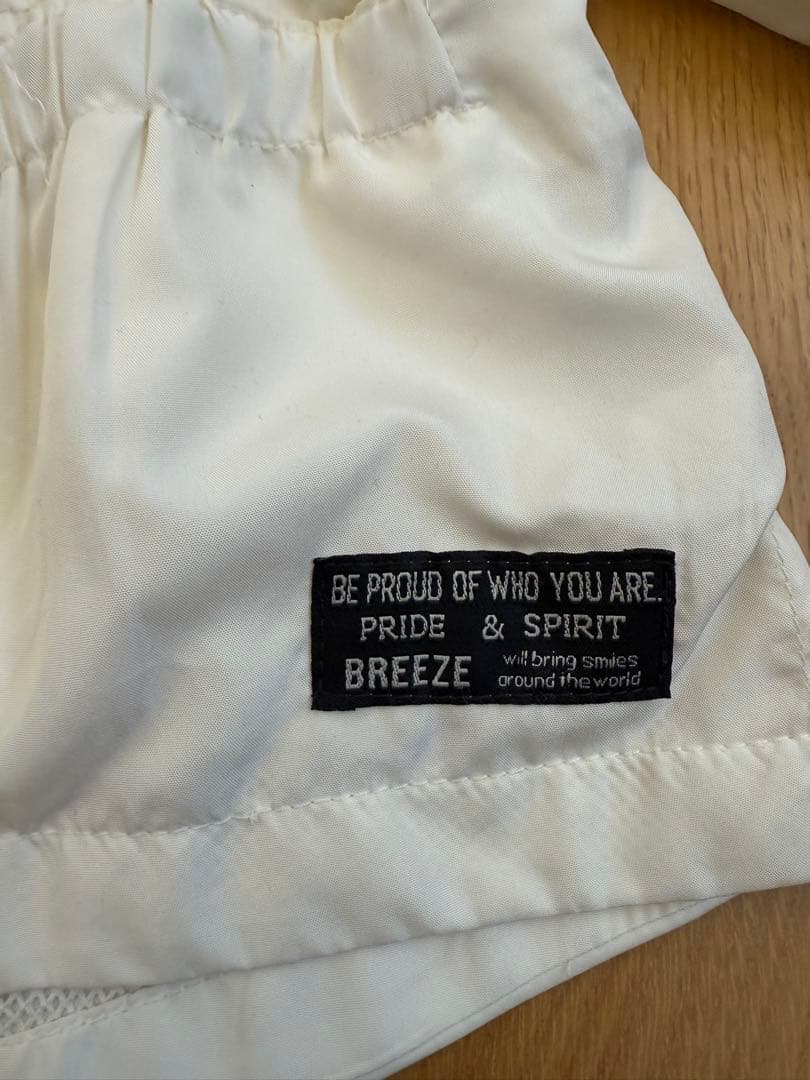 BE PROUD OF WHO YOU ARE.
PRIDE & SPIRIT
BREEZE will bring smiles
around the world